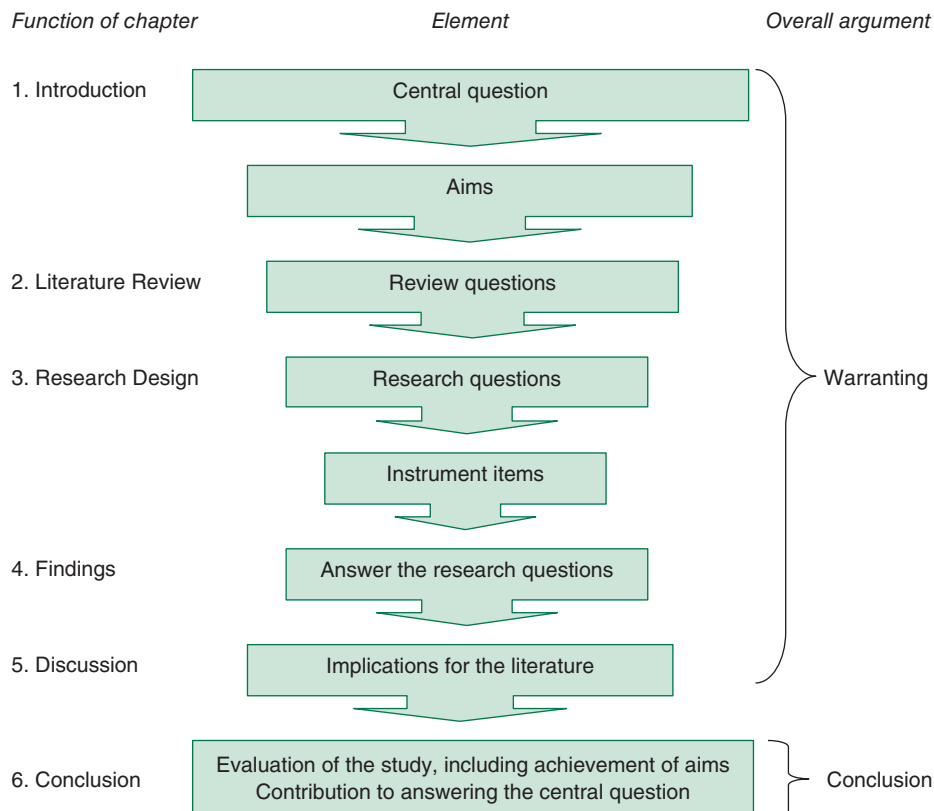 Function of chapter
Element
Overall argument
1. Introduction
Central question
Aims
2. Literature Review
Review questions
3. Research Design
Research questions
Warranting
Instrument items
4. Findings
Answer the research questions
5. Discussion
Implications for the literature
6. Conclusion
Evaluation of the study, including achievement of aims
Contribution to answering the central question
Conclusion